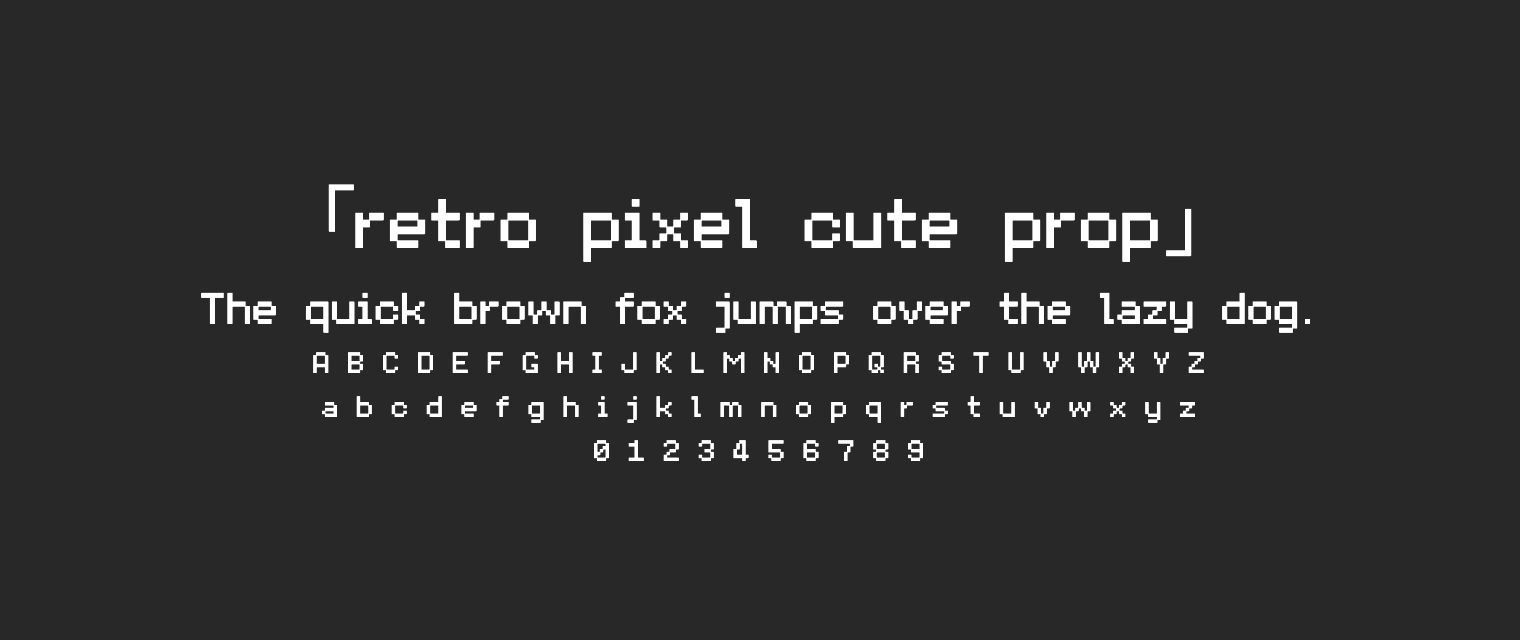 「retro pixel cute prop」
The quick brown fox jumps over the lazy dog.
A B C D E F G H I J K L M N O P Q R S T U V W X Y Z
a b c d e f g h i j k l m n o p q r s t u v w x y z
0 1 2 3 4 5 6 7 8 9